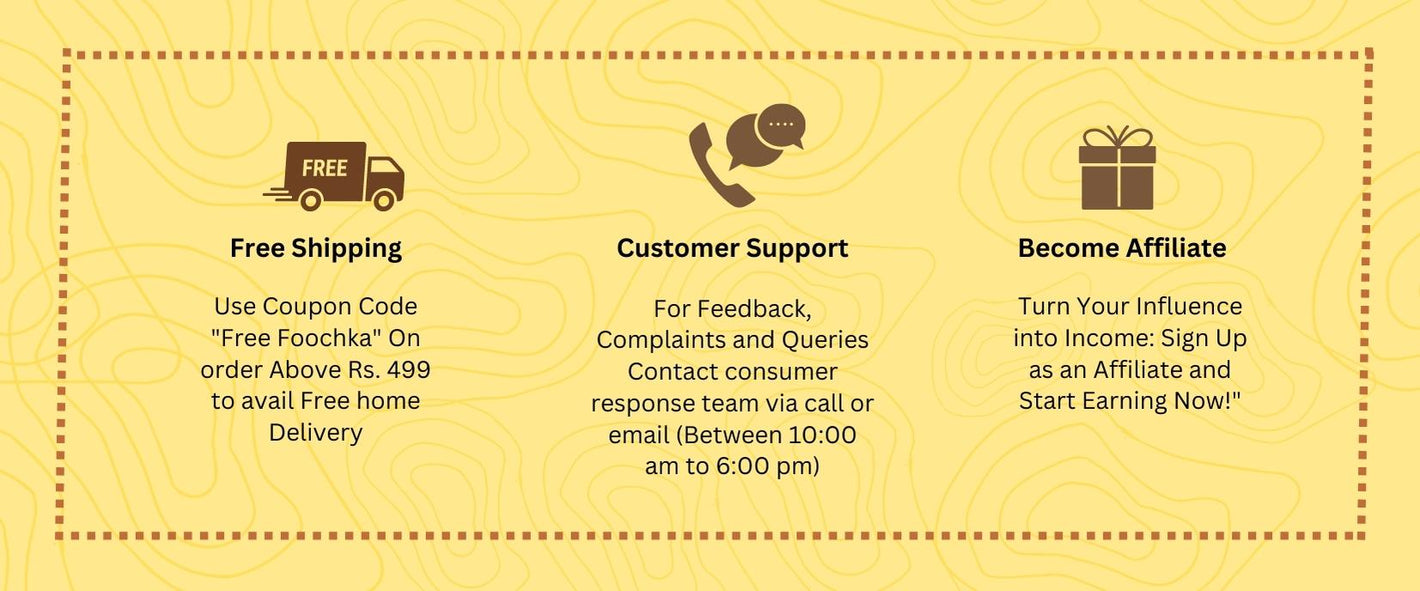 FREE
Free Shipping
Use Coupon Code
"Free Foochka" On
order Above Rs. 499
to avail Free home
Delivery
Customer Support
For Feedback,
Complaints and Queries
Contact consumer
response team via call or
email (Between 10:00
am to 6:00 pm)
Become Affiliate
Turn Your Influence
into Income: Sign Up
as an Affiliate and
Start Earning Now!"